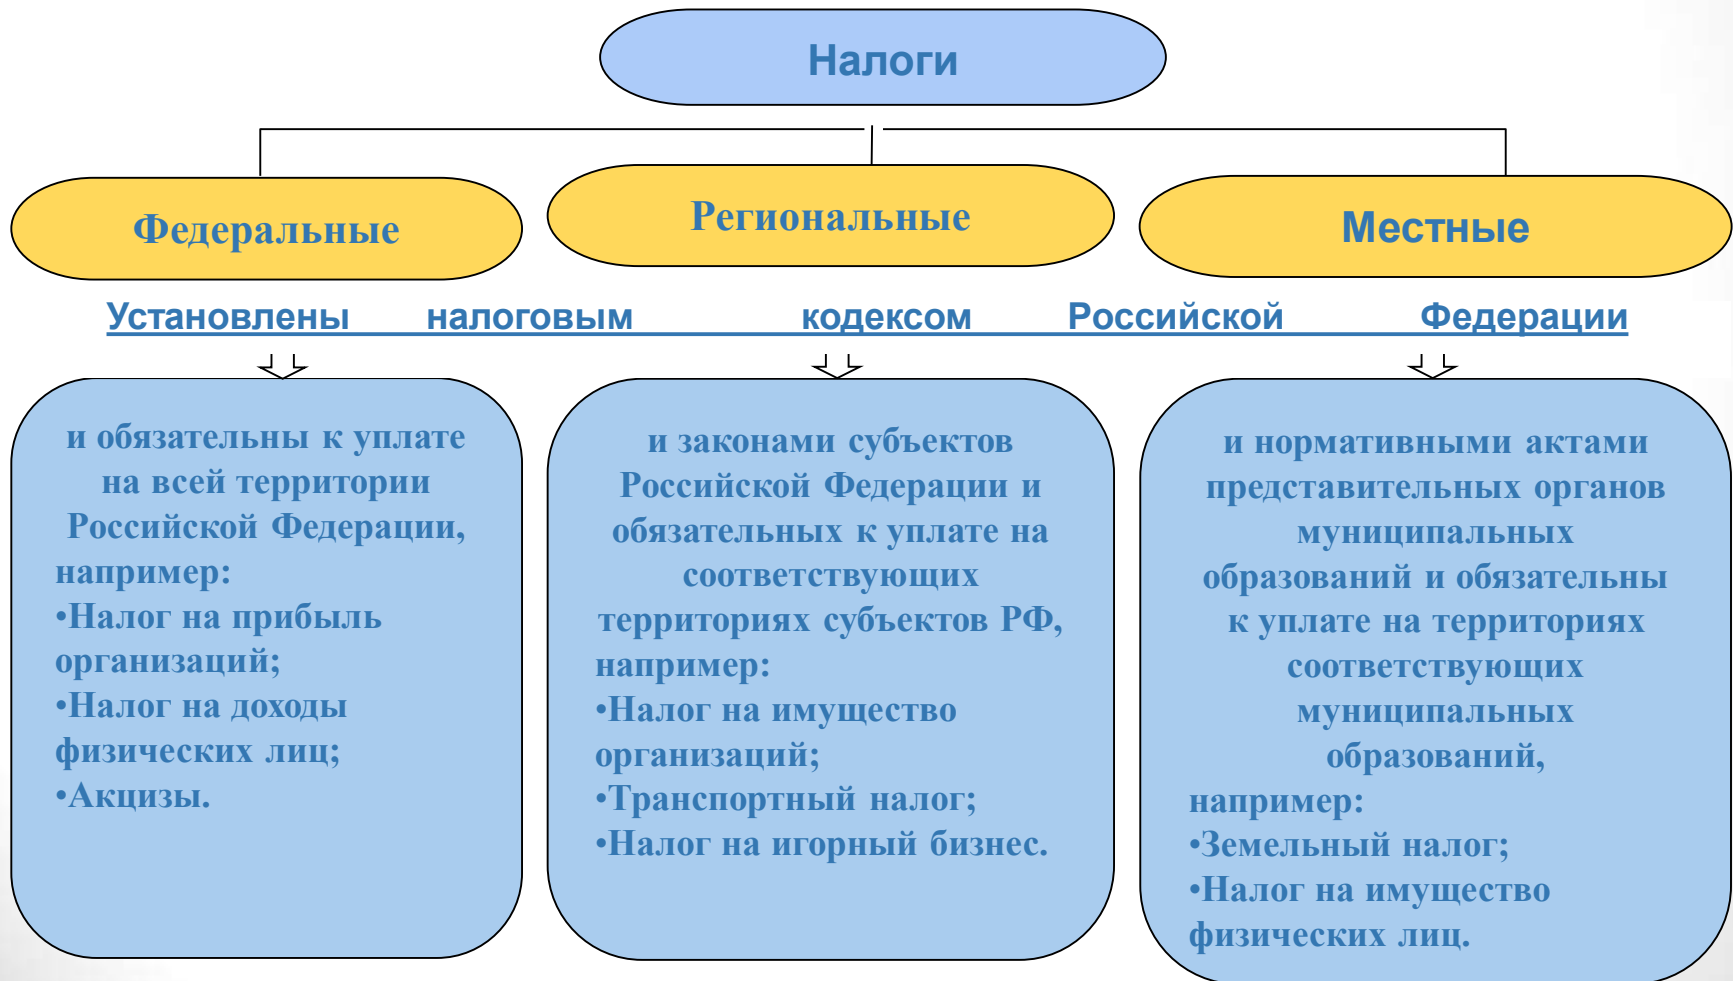 Налоги
Федеральные
Региональные
Местные
Установлены налоговым кодексом Российской Федерации
и обязательны к уплате
на всей территории
Российской Федерации,
например:
•Налог на прибыль
организаций;
•Налог на доходы
физических лиц;
•Акцизы.
и законами субъектов
Российской Федерации и
обязательных к уплате на
соответствующих
территориях субъектов РФ,
например:
•Налог на имущество
организаций;
•Транспортный налог;
•Налог на игорный бизнес.
и нормативными актами
представительных органов
муниципальных
образований и обязательны
к уплате на территориях
соответствующих
муниципальных
образований,
например:
•Земельный налог;
•Налог на имущество
физических лиц.